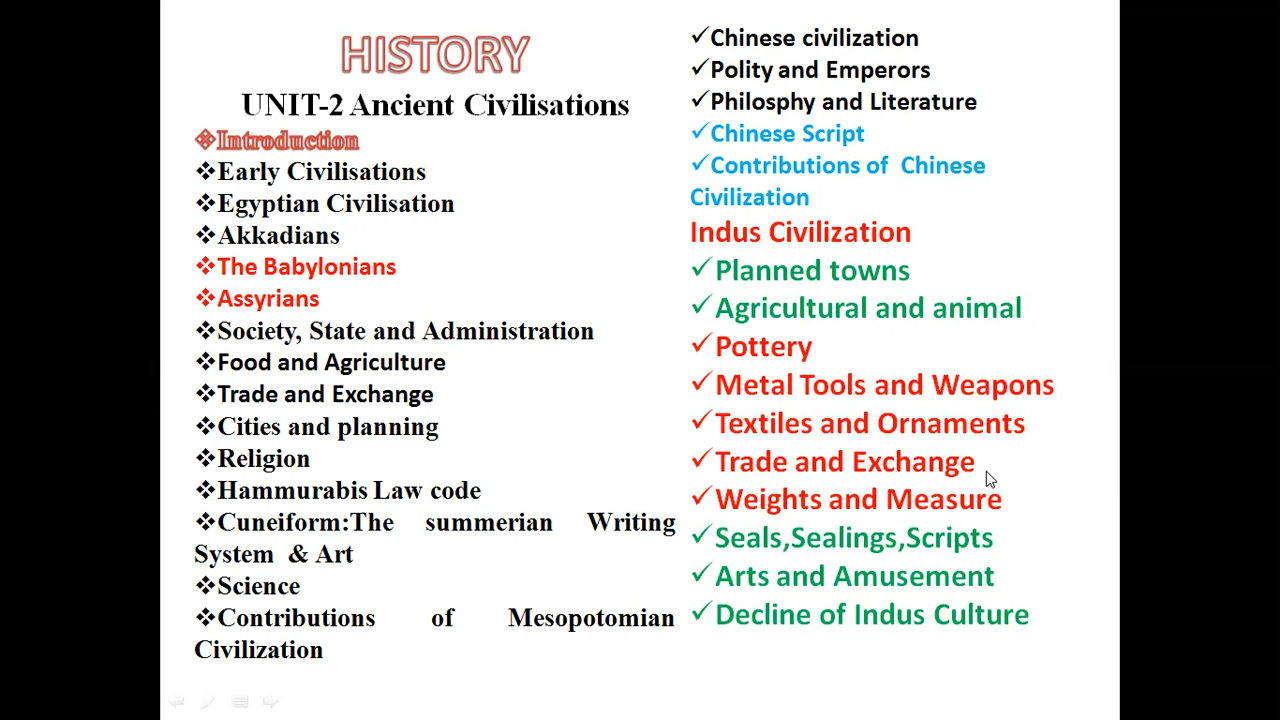 HISTORY
UNIT-2 Ancient Civilisations
❖Introduction
❖Early Civilisations
❖Egyptian Civilisation
❖Akkadians
❖The Babylonians
❖Assyrians
❖Society, State and Administration
❖Food and Agriculture
❖Trade and Exchange
❖Cities and planning
❖Religion
❖Hammurabis Law code
❖Cuneiform:The summerian Writing
System & Art
❖Science
❖Contributions of Mesopotomian
Civilization
✓Chinese civilization
✓Polity and Emperors
✓Philosphy and Literature
✓Chinese Script
✓Contributions of Chinese
Civilization
Indus Civilization
✓Planned towns
✓Agricultural and animal
✓Pottery
✓Metal Tools and Weapons
✓Textiles and Ornaments
✓Trade and Exchange
✓Weights and Measure
✓Seals,Sealings,Scripts
✓Arts and Amusement
✓Decline of Indus Culture